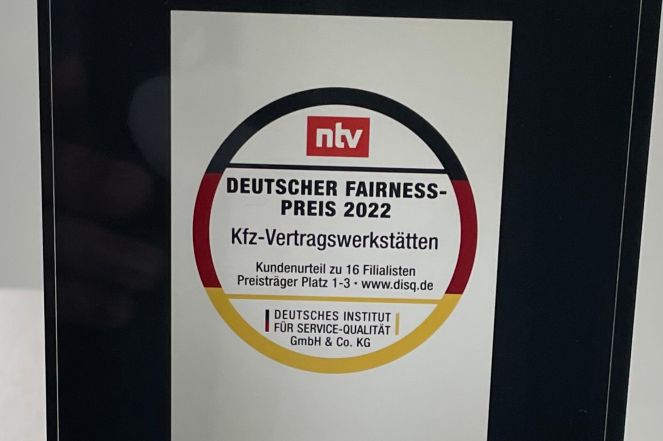 ntv
DEUTSCHER FAIRNESS-
PREIS 2022
Kfz-Vertragswerkstätten
Kundenurteil zu 16 Filialisten
Preisträger Platz 1-3 · www.disq.de
DEUTSCHES INSTITUT
FÜR SERVICE-QUALITÄT
GmbH & Co. KG